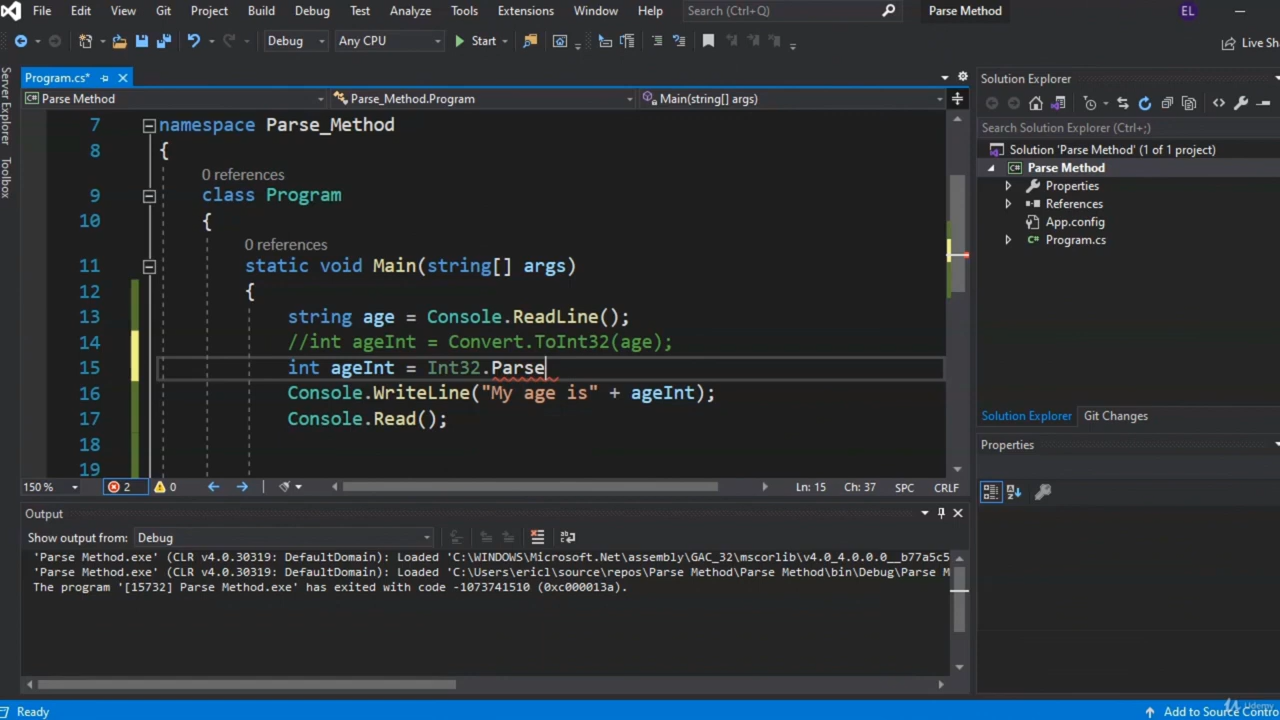 File Edit View Git Project Build Debug Test Analyze Tools Extensions Window Help Search (Ctrl+Q) Parse Method EL
Debug Any CPU Start Live Sh
Server Explorer
Toolbox
Program.cs*
Parse Method Parse_Method.Program Main(string[] args)
7 namespace Parse_Method
8 {
0 references
9 class Program
10 {
0 references
11 static void Main(string[] args)
12 {
13 string age = Console.ReadLine();
14 //int ageInt = Convert.ToInt32(age);
15 int ageInt = Int32.Parse
16 Console.WriteLine("My age is" + ageInt);
17 Console.Read();
18
19
150 % 2 0 Ln: 15 Ch: 37 SPC CRLF
Output
Show output from: Debug
'Parse Method.exe' (CLR v4.0.30319: DefaultDomain): Loaded 'C:\WINDOWS\Microsoft.Net\assembly\GAC_32\mscorlib\v4.0_4.0.0.0__b77a5c5
'Parse Method.exe' (CLR v4.0.30319: DefaultDomain): Loaded 'C:\Users\ericl\source\repos\Parse Method\Parse Method\bin\Debug\Parse M
The program '[15732] Parse Method.exe' has exited with code -1073741510 (0xc000013a).
Solution Explorer
Search Solution Explorer (Ctrl+;)
Solution 'Parse Method' (1 of 1 project)
Parse Method
Properties
References
App.config
Program.cs
Solution Explorer Git Changes
Properties
Ready Add to Source Contro
Udemy